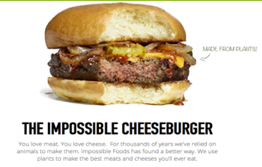 MADE FROM PLANTS!
THE IMPOSSIBLE CHEESEBURGER
You love meat. You love cheese. For thousands of years we've relied on
animals to make them. Impossible Foods has found a better way. We use
plants to make the best meats and cheeses you'll ever eat.